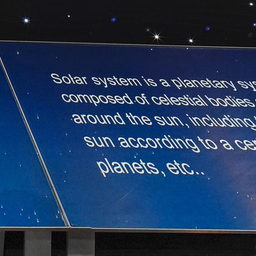 Solar system is a planetary
composed of celestial bodies
around the sun, including
sun according to a
planets, etc..